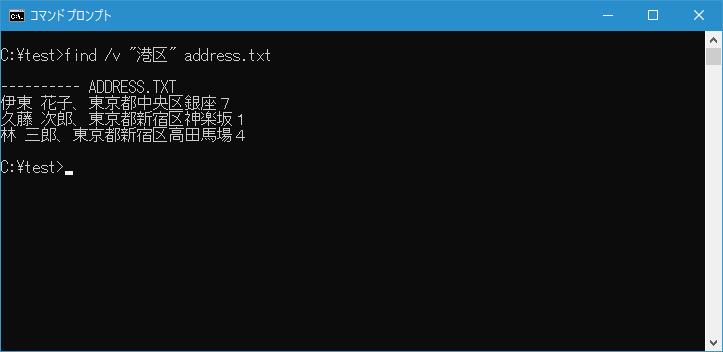 コマンドプロンプト
C:¥test>find /v "港区" address.txt
---------- ADDRESS.TXT
伊東 花子、東京都中央区銀座７
久藤 次郎、東京都新宿区神楽坂１
林 三郎、東京都新宿区高田馬場４
C:¥test>